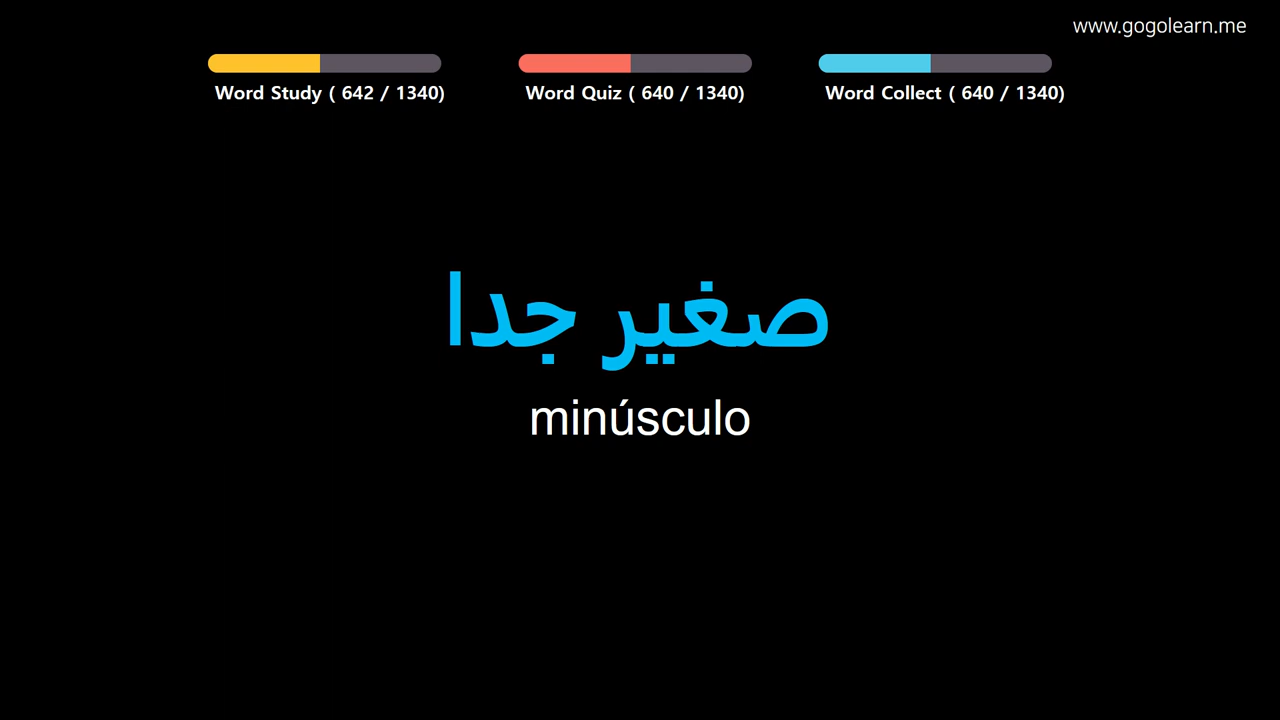 www.gogolearn.me
Word Study ( 642 / 1340)
Word Quiz ( 640 / 1340)
Word Collect ( 640 / 1340)
صغير جدا
minúsculo